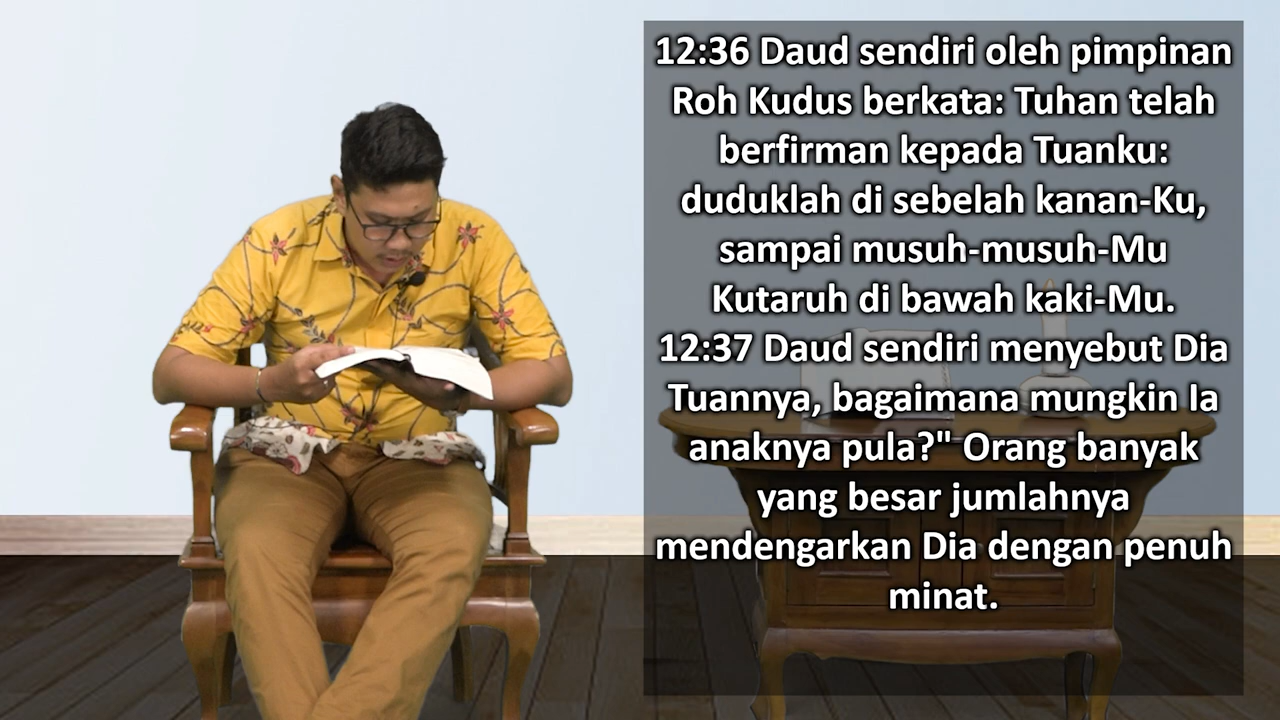 12:36 Daud sendiri oleh pimpinan
Roh Kudus berkata: Tuhan telah
berfirman kepada Tuanku:
duduklah di sebelah kanan-Ku,
sampai musuh-musuh-Mu
Kutaruh di bawah kaki-Mu.
12:37 Daud sendiri menyebut Dia
Tuannya, bagaimana mungkin Ia
anaknya pula?" Orang banyak
yang besar jumlahnya
mendengarkan Dia dengan penuh
minat.